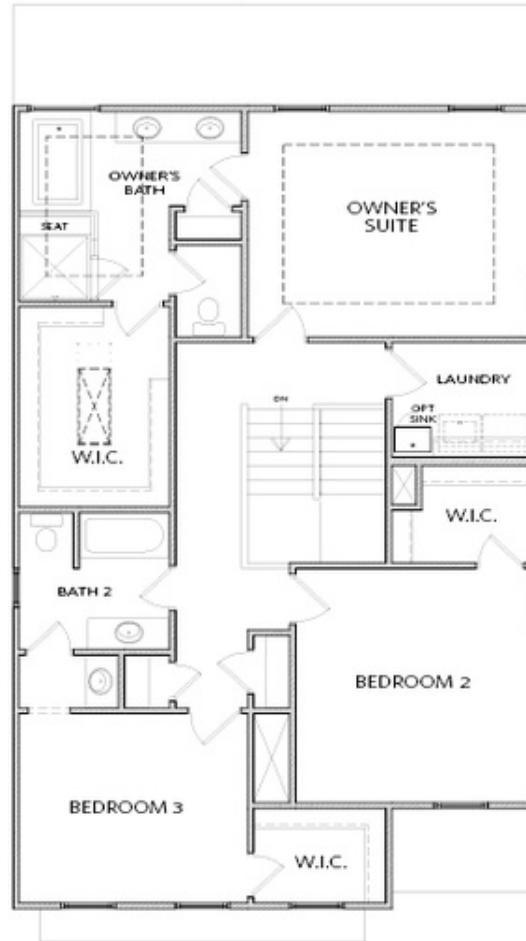 OWNER'S
BATH
OWNER'S
SUITE
SEAT
LAUNDRY
DN
OPT
SINK
W.I.C.
W.I.C.
BATH 2
BEDROOM 2
BEDROOM 3
W.I.C.